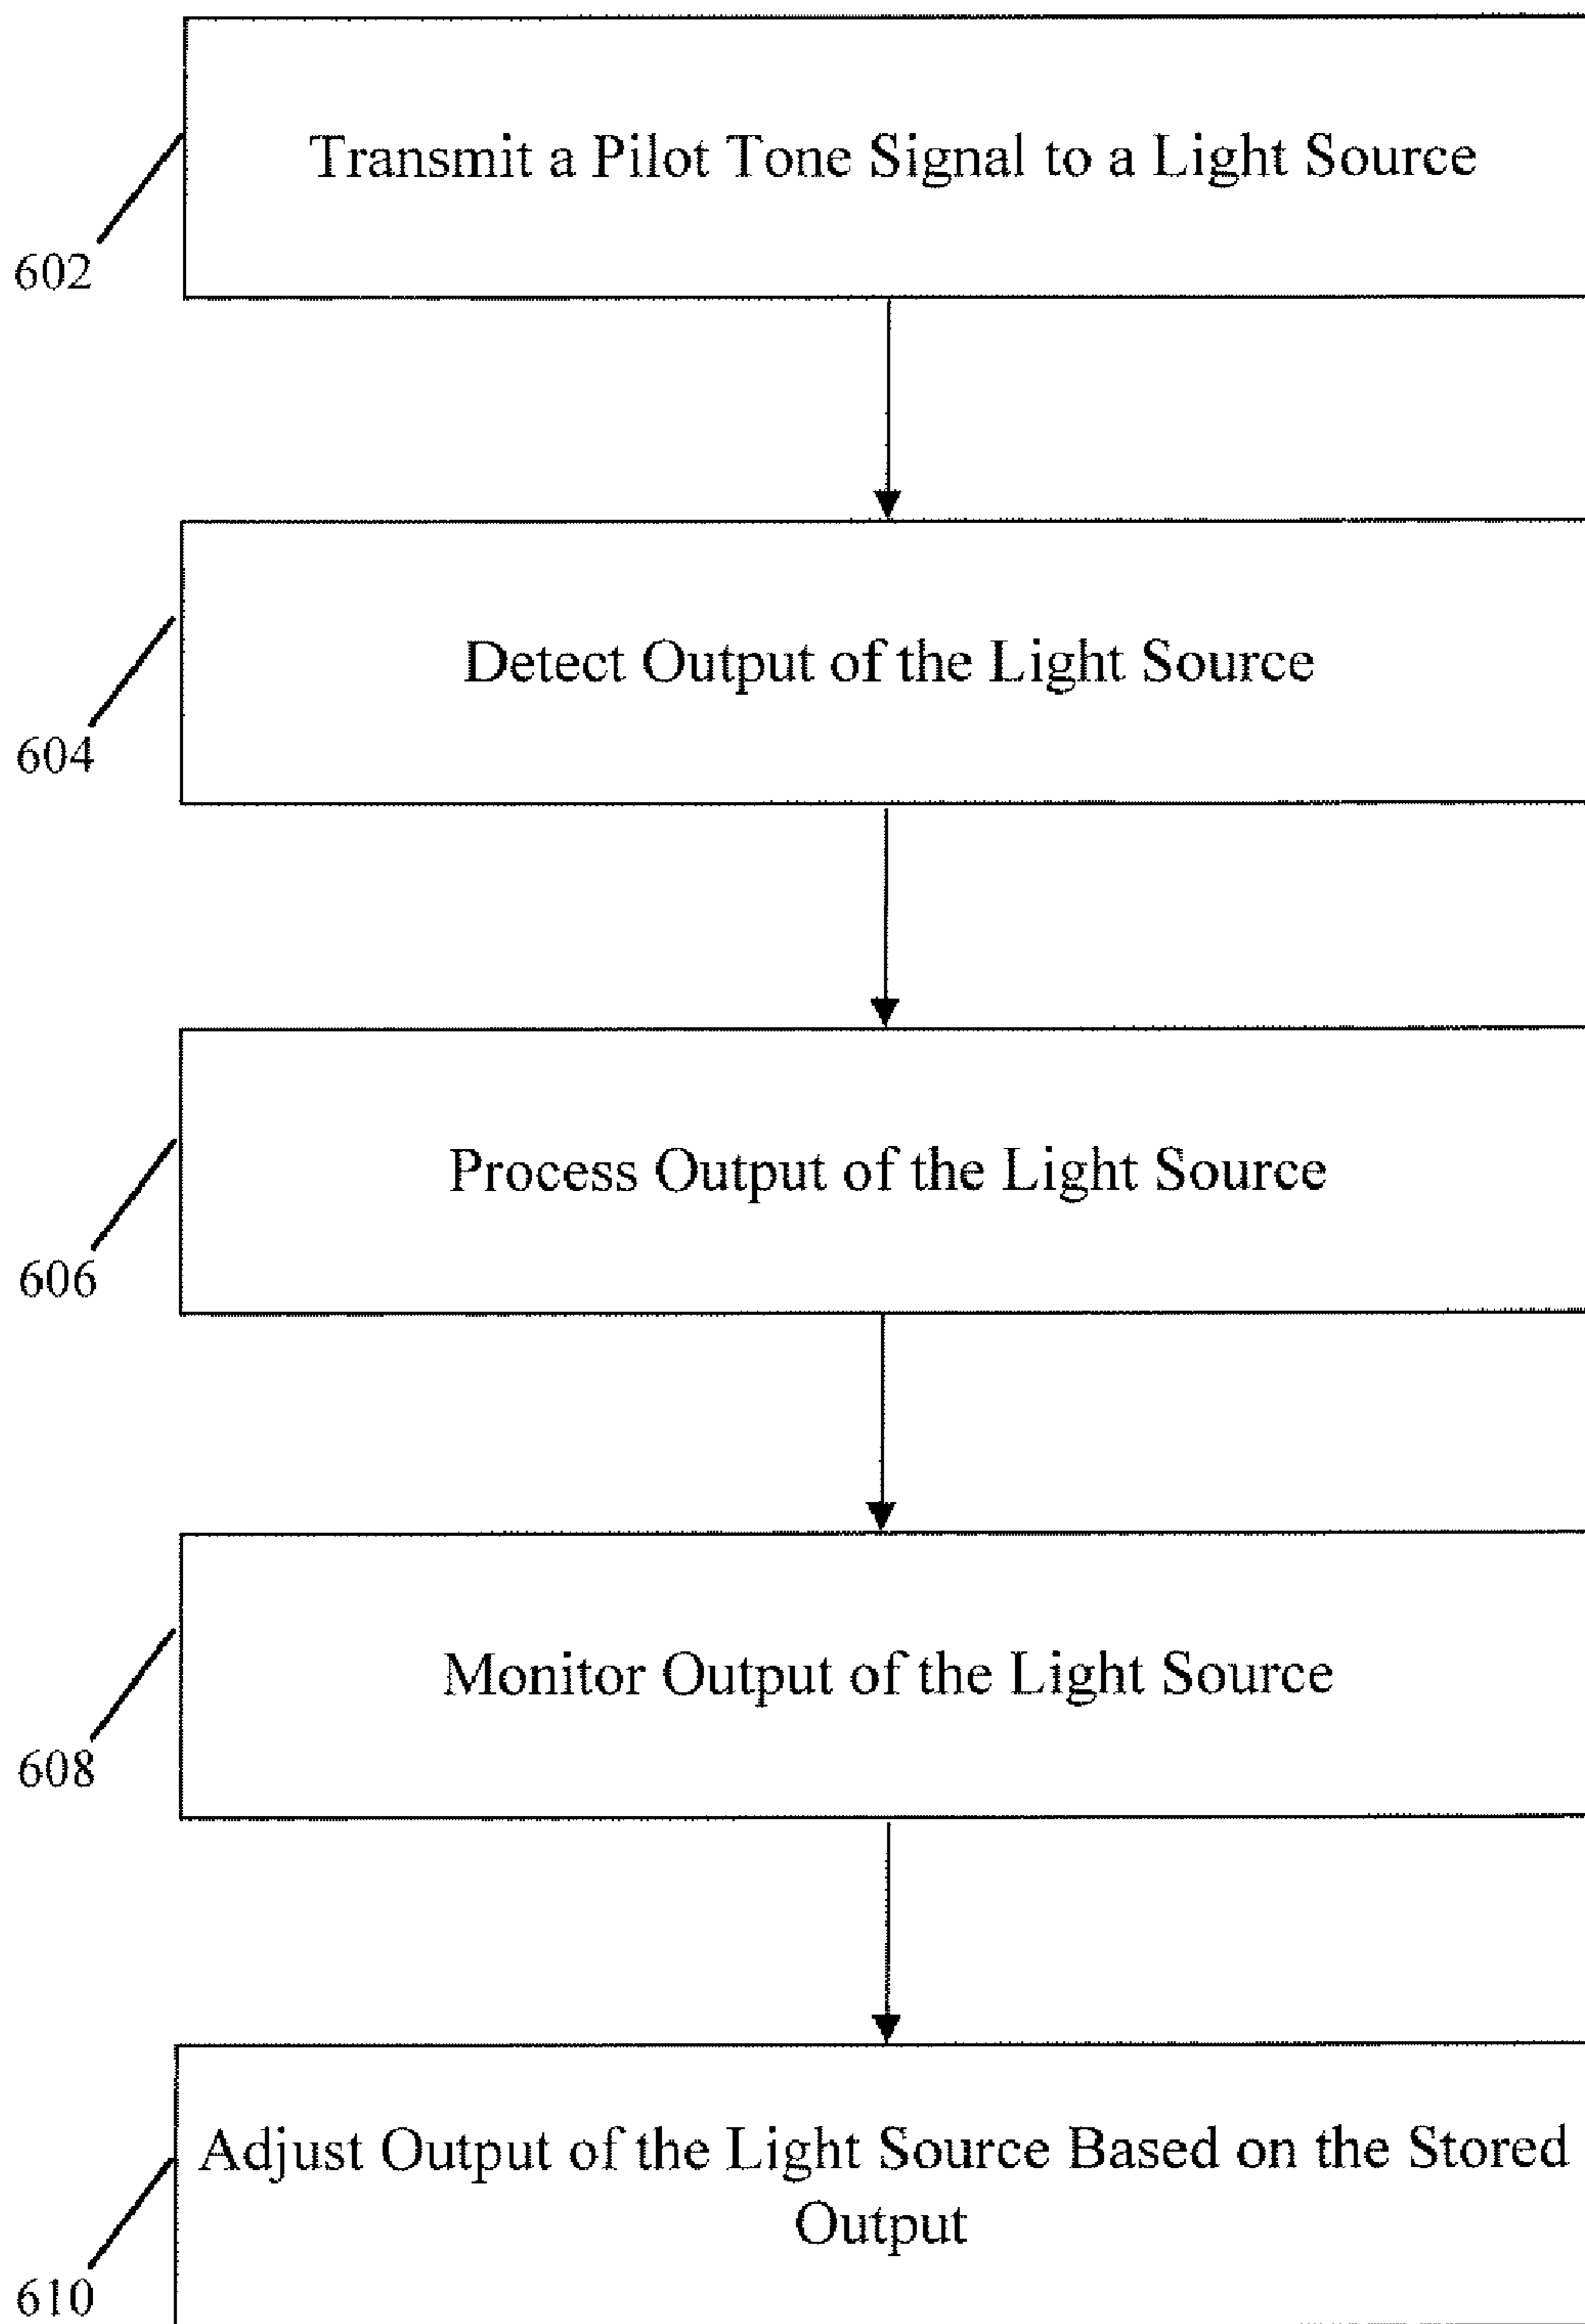 Transmit a Pilot Tone Signal to a Light Source
602
Detect Output of the Light Source
604
Process Output of the Light Source
606
Monitor Output of the Light Source
608
Adjust Output of the Light Source Based on the Stored
Output
610